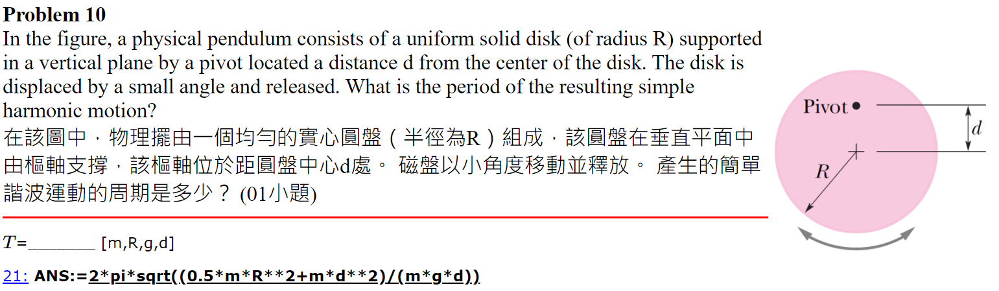 Problem 10
In the figure, a physical pendulum consists of a uniform solid disk (of radius R) supported
in a vertical plane by a pivot located a distance d from the center of the disk. The disk is
displaced by a small angle and released. What is the period of the resulting simple
harmonic motion?
在該圖中，物理擺由一個均勻的實心圓盤（半徑為R）組成，該圓盤在垂直平面中
由樞軸支撐，該樞軸位於距圓盤中心d處。 磁盤以小角度移動並釋放。 產生的簡單
諧波運動的周期是多少？ (01小題)
T=_______ [m,R,g,d]
21: ANS:=2*pi*sqrt((0.5*m*R**2+m*d**2)/(m*g*d))
Pivot
d
R